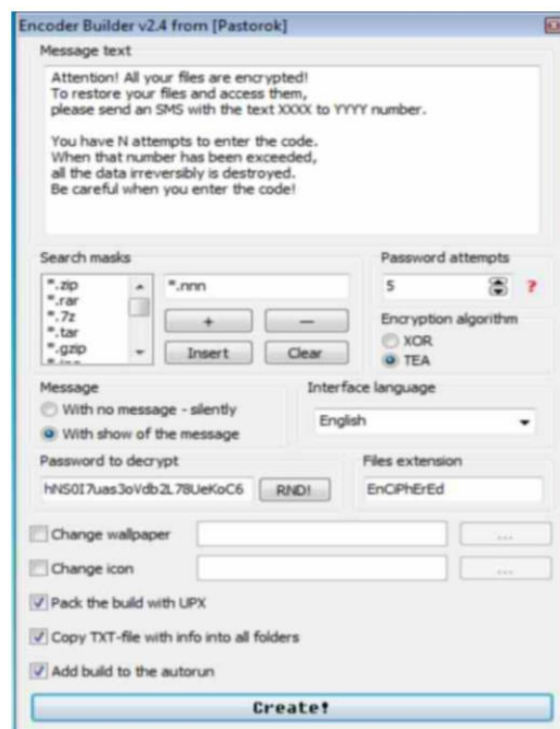 Encoder Builder v2.4 from [Pastorok]
Message text
Attention! All your files are encrypted!
To restore your files and access them,
please send an SMS with the text XXXX to YYYY number.
You have N attempts to enter the code.
When that number has been exceeded,
all the data irreversibly is destroyed.
Be careful when you enter the code!
Search masks
Password attempts
*.zip
*.rar
*.7z
*.tar
*.gzip
*.nnn
+
—
Insert
Clear
5
?
Encryption algorithm
XOR
TEA
Message
With no message - silently
With show of the message
Interface language
English
Password to decrypt
hNS0I7uas3oVdb2L78UeKoC6
RND!
Files extension
EnCiPhErEd
Change wallpaper
...
Change icon
...
Pack the build with UPX
Copy TXT-file with info into all folders
Add build to the autorun
Create!